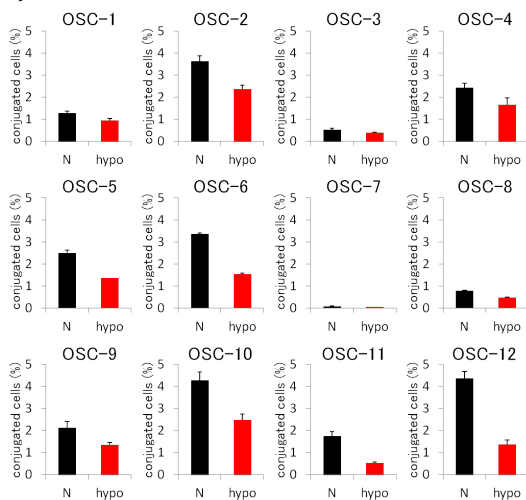 OSC-1 OSC-2 OSC-3 OSC-4
conjugated cells (%) conjugated cells (%) conjugated cells (%) conjugated cells (%)
5 5 5 5
4 4 4 4
3 3 3 3
2 2 2 2
1 1 1 1
0 0 0 0
N hypo N hypo N hypo N hypo
OSC-5 OSC-6 OSC-7 OSC-8
conjugated cells (%) conjugated cells (%) conjugated cells (%) conjugated cells (%)
5 5 5 5
4 4 4 4
3 3 3 3
2 2 2 2
1 1 1 1
0 0 0 0
N hypo N hypo N hypo N hypo
OSC-9 OSC-10 OSC-11 OSC-12
conjugated cells (%) conjugated cells (%) conjugated cells (%) conjugated cells (%)
5 5 5 5
4 4 4 4
3 3 3 3
2 2 2 2
1 1 1 1
0 0 0 0
N hypo N hypo N hypo N hypo